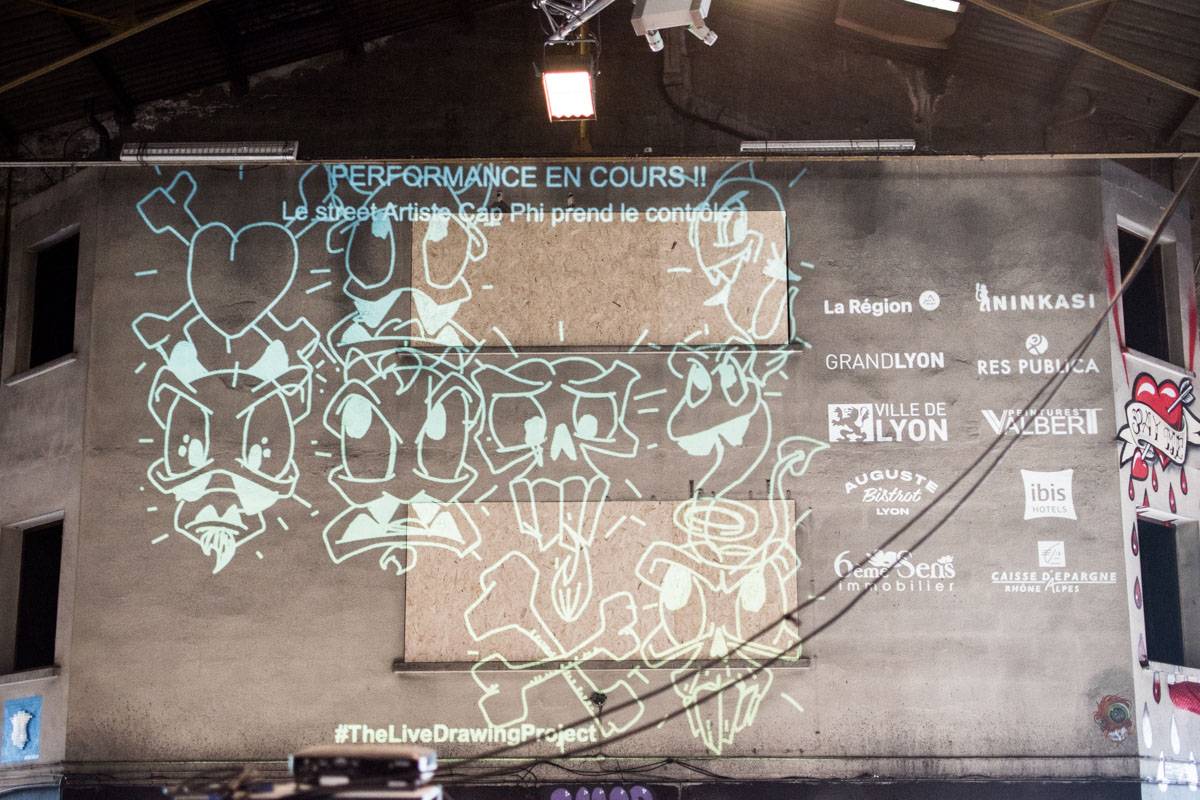 PERFORMANCE EN COURS !!
Le street Artiste Cap Phi prend le contrôle
La Région
NINKASI
GRANDLYON
RES PUBLICA
VILLE DE
LYON
PEINTURES
VALBERT
AUGUSTE
Bistrot
LYON
ibis
HOTELS
6ème Sens
immobilier
CAISSE D'EPARGNE
RHÔNE ALPES
#TheLiveDrawingProject